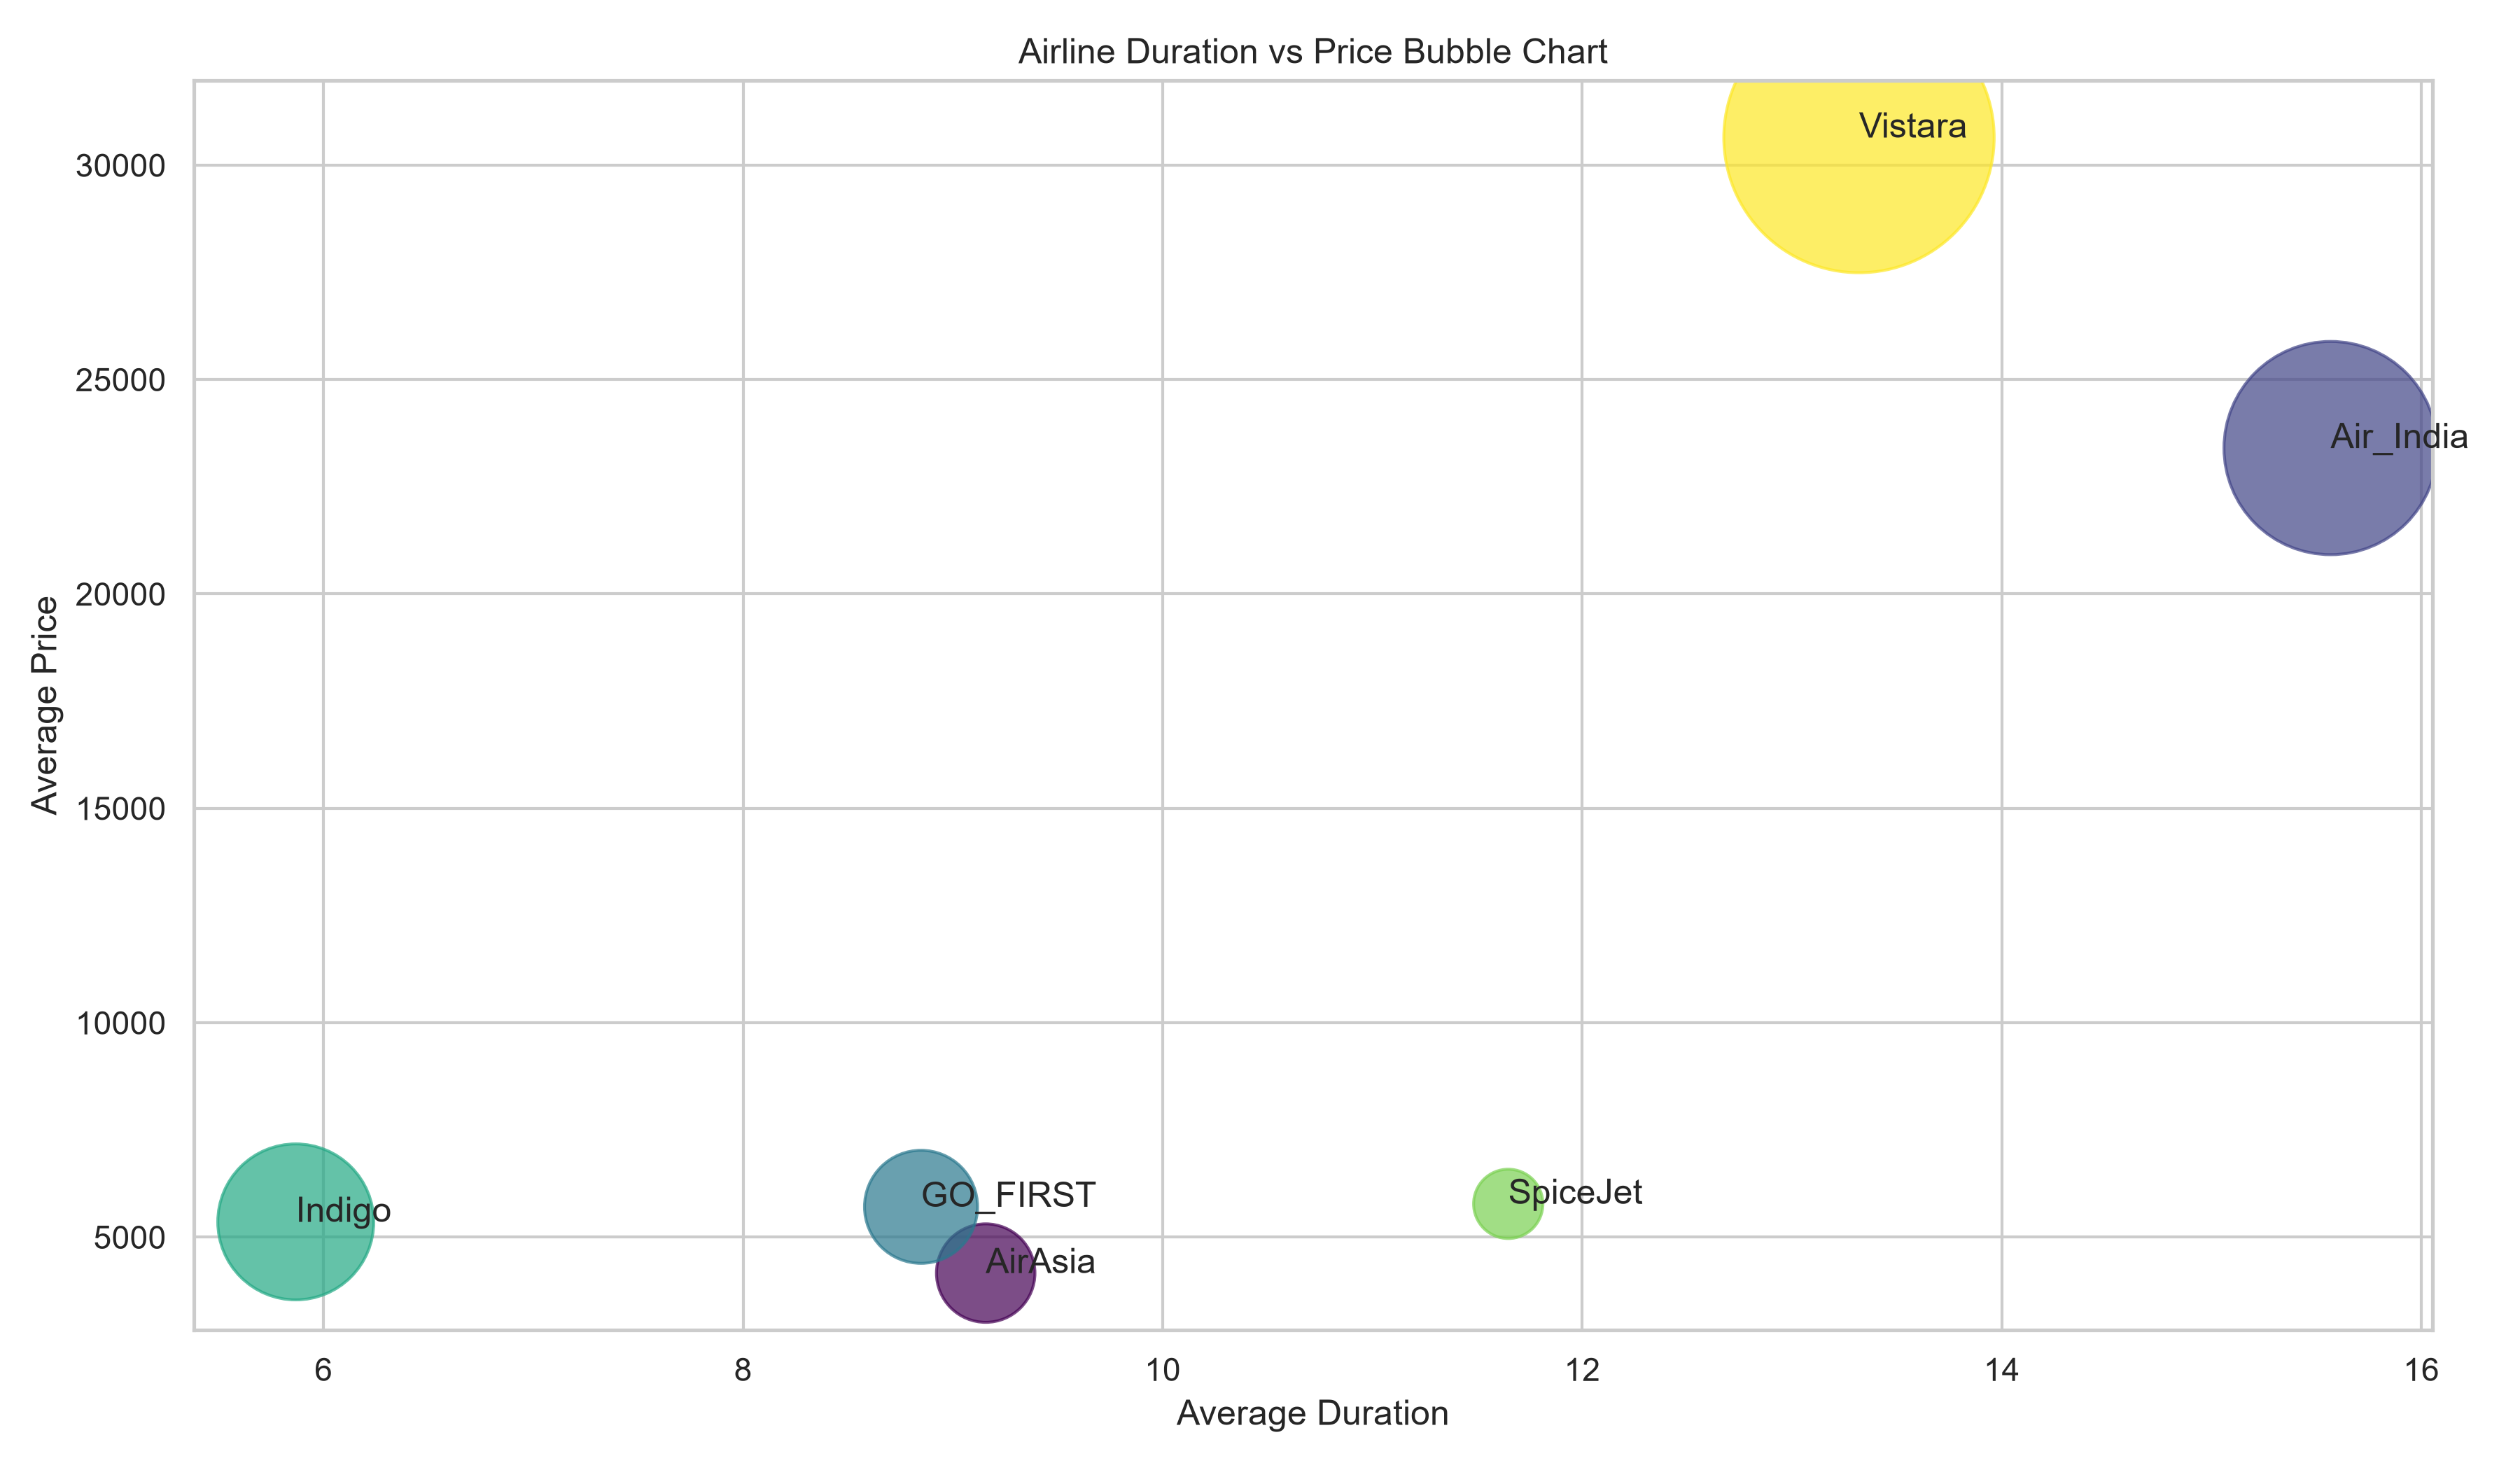 Airline Duration vs Price Bubble Chart
Vistara
30000
25000
Air_India
20000
Average Price
15000
10000
Indigo
GO_FIRST
SpiceJet
5000
AirAsia
6
8
10
12
14
16
Average Duration